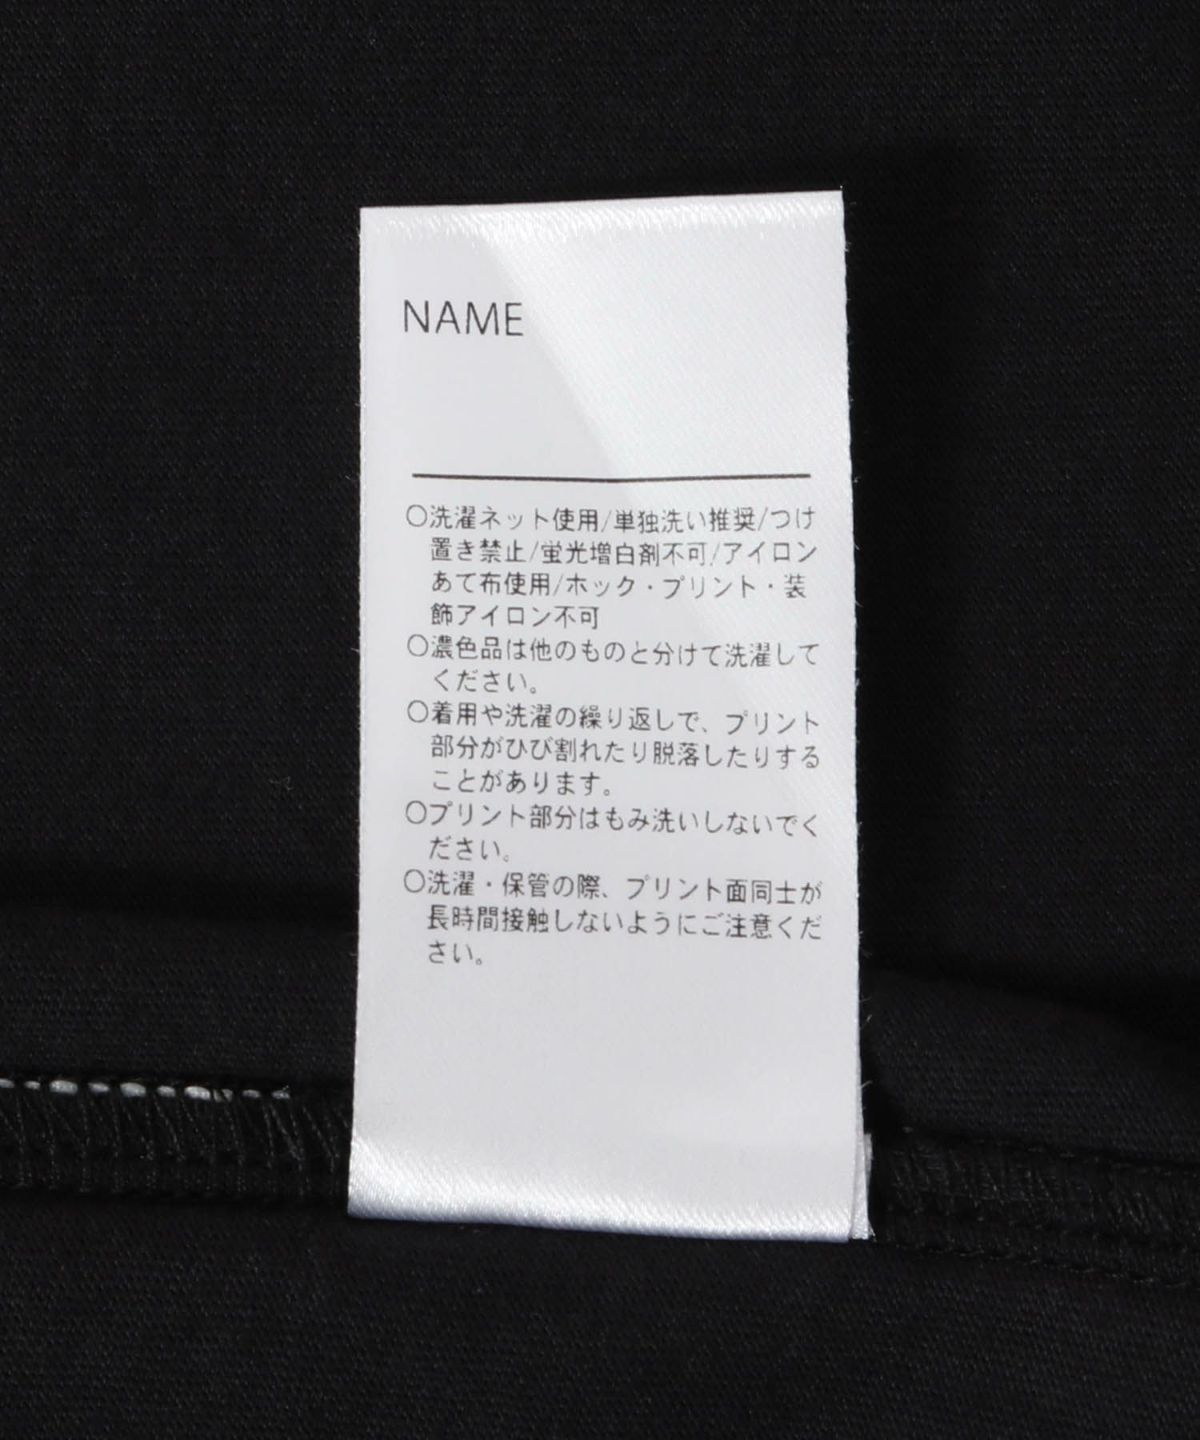 NAME
○洗濯ネット使用/単独洗い推奨/つけ
置き禁止/蛍光増白剤不可/アイロン
あて布使用/ホック・プリント・装
飾アイロン不可
○濃色品は他のものと分けて洗濯して
ください。
○着用や洗濯の繰り返しで、プリント
部分がひび割れたり脱落したりする
ことがあります。
○プリント部分はもみ洗いしないでく
ださい。
○洗濯・保管の際、プリント面同士が
長時間接触しないようにご注意くだ
さい。